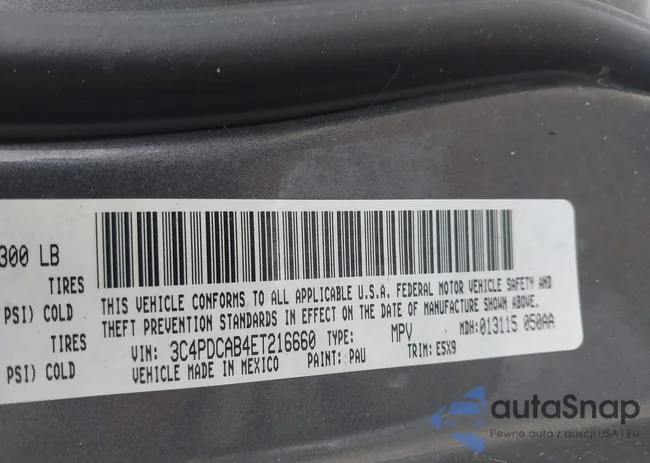 300 LB
TIRES
PSI) COLD
TIRES
PSI) COLD
THIS VEHICLE CONFORMS TO ALL APPLICABLE U.S.A. FEDERAL MOTOR VEHICLE SAFETY AND
THEFT PREVENTION STANDARDS IN EFFECT ON THE DATE OF MANUFACTURE SHOWN ABOVE.
MDH: 013115 050AA
VIN: 3C4PDCAB4ET216660 TYPE: MPV
VEHICLE MADE IN MEXICO PAINT: PAU TRIM: E5X9
autaSnap
Pewne auta z aukcji USA i EU